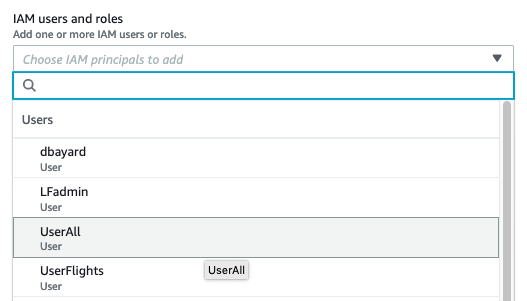 IAM users and roles
Add one or more IAM users or roles.
Choose IAM principals to add
Users
dbayard
User
LFadmin
User
UserAll
User
UserFlights
User
UserAll